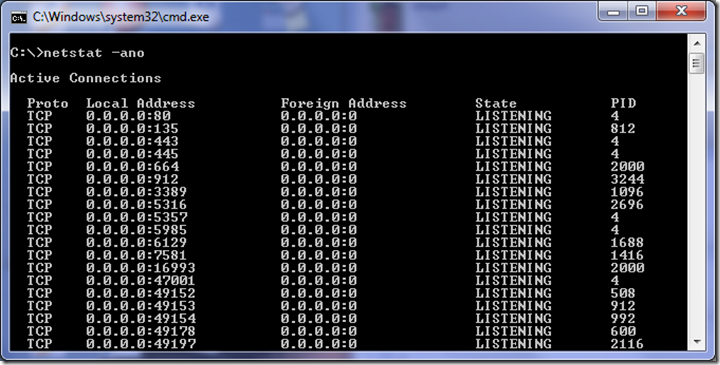 C:\Windows\system32\cmd.exe
C:\>netstat -ano
Active Connections
Proto  Local Address          Foreign Address        State           PID
TCP    0.0.0.0:80             0.0.0.0:0              LISTENING       4
TCP    0.0.0.0:135            0.0.0.0:0              LISTENING       812
TCP    0.0.0.0:443            0.0.0.0:0              LISTENING       4
TCP    0.0.0.0:445            0.0.0.0:0              LISTENING       4
TCP    0.0.0.0:664            0.0.0.0:0              LISTENING       2000
TCP    0.0.0.0:912            0.0.0.0:0              LISTENING       3244
TCP    0.0.0.0:3389           0.0.0.0:0              LISTENING       1096
TCP    0.0.0.0:5316           0.0.0.0:0              LISTENING       2696
TCP    0.0.0.0:5357           0.0.0.0:0              LISTENING       4
TCP    0.0.0.0:5985           0.0.0.0:0              LISTENING       4
TCP    0.0.0.0:6129           0.0.0.0:0              LISTENING       1688
TCP    0.0.0.0:7581           0.0.0.0:0              LISTENING       1416
TCP    0.0.0.0:16993          0.0.0.0:0              LISTENING       2000
TCP    0.0.0.0:47001          0.0.0.0:0              LISTENING       4
TCP    0.0.0.0:49152          0.0.0.0:0              LISTENING       508
TCP    0.0.0.0:49153          0.0.0.0:0              LISTENING       912
TCP    0.0.0.0:49154          0.0.0.0:0              LISTENING       992
TCP    0.0.0.0:49178          0.0.0.0:0              LISTENING       600
TCP    0.0.0.0:49197          0.0.0.0:0              LISTENING       2116